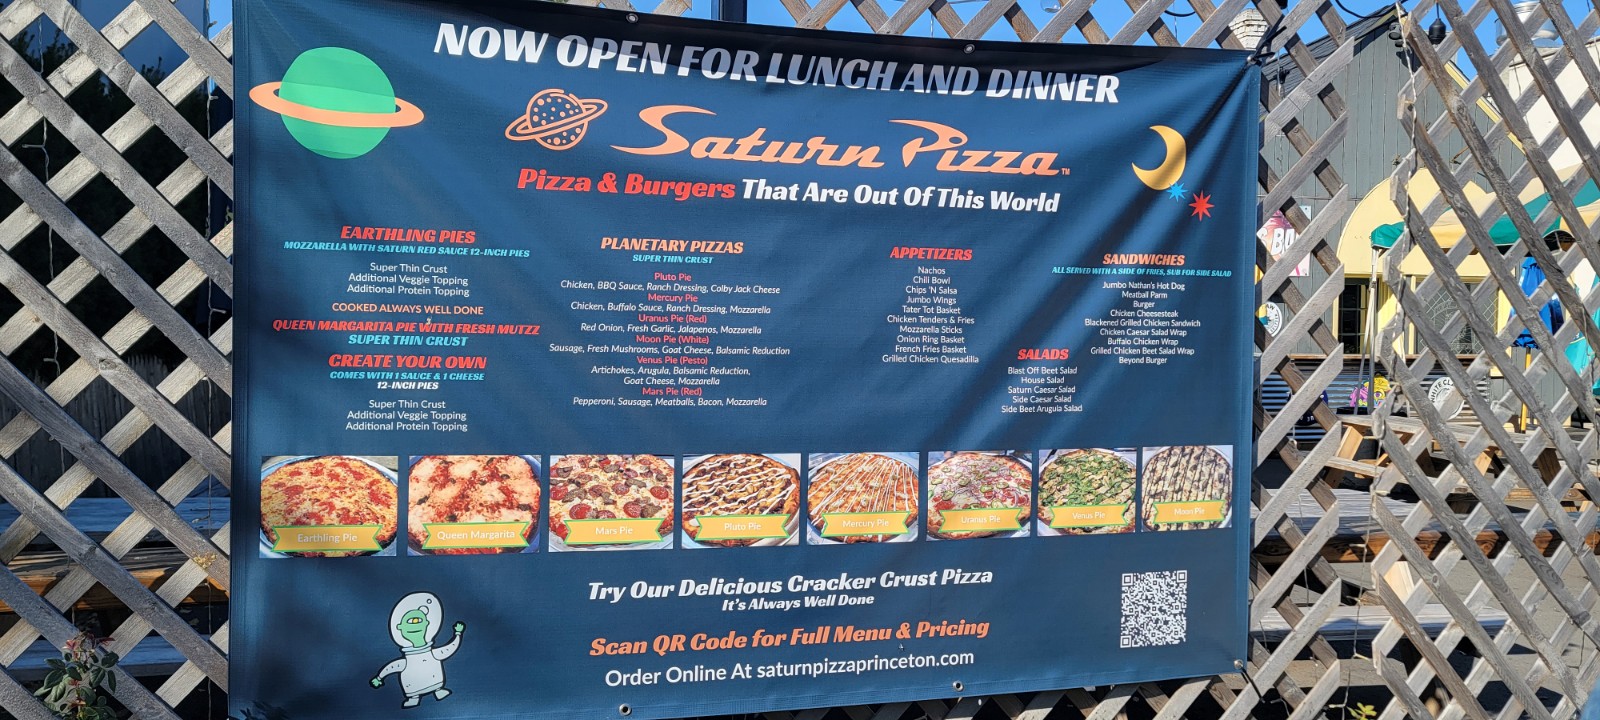 NOW OPEN FOR LUNCH AND DINNER
Saturn Pizza™
Pizza & Burgers That Are Out Of This World
EARTHLING PIES
MOZZARELLA WITH SATURN RED SAUCE 12-INCH PIES
Super Thin Crust
Additional Veggie Topping
Additional Protein Topping
COOKED ALWAYS WELL DONE
QUEEN MARGARITA PIE WITH FRESH MUTZZ
SUPER THIN CRUST
CREATE YOUR OWN
COMES WITH 1 SAUCE & 1 CHEESE
12-INCH PIES
Super Thin Crust
Additional Veggie Topping
Additional Protein Topping
PLANETARY PIZZAS
SUPER THIN CRUST
Pluto Pie
Chicken, BBQ Sauce, Ranch Dressing, Colby Jack Cheese
Mercury Pie
Chicken, Buffalo Sauce, Ranch Dressing, Mozzarella
Uranus Pie (Red)
Red Onion, Fresh Garlic, Jalapenos, Mozzarella
Moon Pie (White)
Sausage, Fresh Mushrooms, Goat Cheese, Balsamic Reduction
Venus Pie (Pesto)
Artichokes, Arugula, Balsamic Reduction,
Goat Cheese, Mozzarella
Mars Pie (Red)
Pepperoni, Sausage, Meatballs, Bacon, Mozzarella
APPETIZERS
Nachos
Chili Bowl
Chips 'N Salsa
Jumbo Wings
Tater Tot Basket
Chicken Tenders & Fries
Mozzarella Sticks
Onion Ring Basket
French Fries Basket
Grilled Chicken Quesadilla
SALADS
Blast Off Beet Salad
House Salad
Saturn Caesar Salad
Side Caesar Salad
Side Beet Arugula Salad
SANDWICHES
ALL SERVED WITH A SIDE OF FRIES, SUB FOR SIDE SALAD
Jumbo Nathan's Hot Dog
Meatball Parm
Burger
Chicken Cheesesteak
Blackened Grilled Chicken Sandwich
Chicken Caesar Salad Wrap
Buffalo Chicken Wrap
Grilled Chicken Beet Salad Wrap
Beyond Burger
Earthling Pie
Queen Margarita
Mars Pie
Pluto Pie
Mercury Pie
Uranus Pie
Venus Pie
Moon Pie
Try Our Delicious Cracker Crust Pizza
It's Always Well Done
Scan QR Code for Full Menu & Pricing
Order Online At saturnpizzaprinceton.com